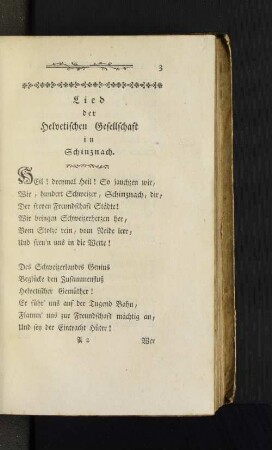 3
Lied
der
Helvetischen Gesellschaft
in
Schinznach.
Heil! dreymal Heil! So jauchzen wir,
Wir, hundert Schweizer, Schinznach, dir,
Der freyen Freundschaft Städte!
Wir bringen Schweizerherzen her,
Vom Stolze rein, vom Neide leer,
Und freu'n uns in die Wette!
Des Schweizerlandes Genius
Beglücke den Zusammenfluß
Helvetischer Gemüther!
Er führ' uns auf der Tugend Bahn,
Flamm' uns zur Freundschaft mächtig an,
Und sey der Eintracht Hüter!
A 2 Wer